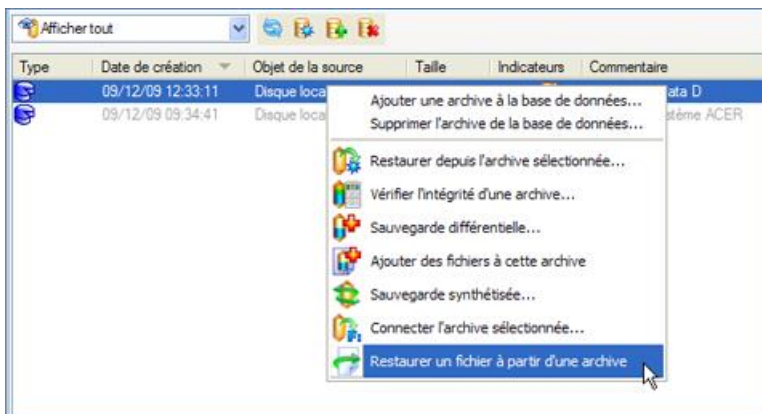 Afficher tout
Type Date de création Objet de la source Taille Indicateurs Commentaire
09/12/09 12:33:11 Disque loca ata D
09/12/09 09:34:41 Disque loca stème ACER
Ajouter une archive à la base de données...
Supprimer l'archive de la base de données...
Restaurer depuis l'archive sélectionnée...
Vérifier l'intégrité d'une archive...
Sauvegarde différentielle...
Ajouter des fichiers à cette archive
Sauvegarde synthétisée...
Connecter l'archive sélectionnée...
Restaurer un fichier à partir d'une archive